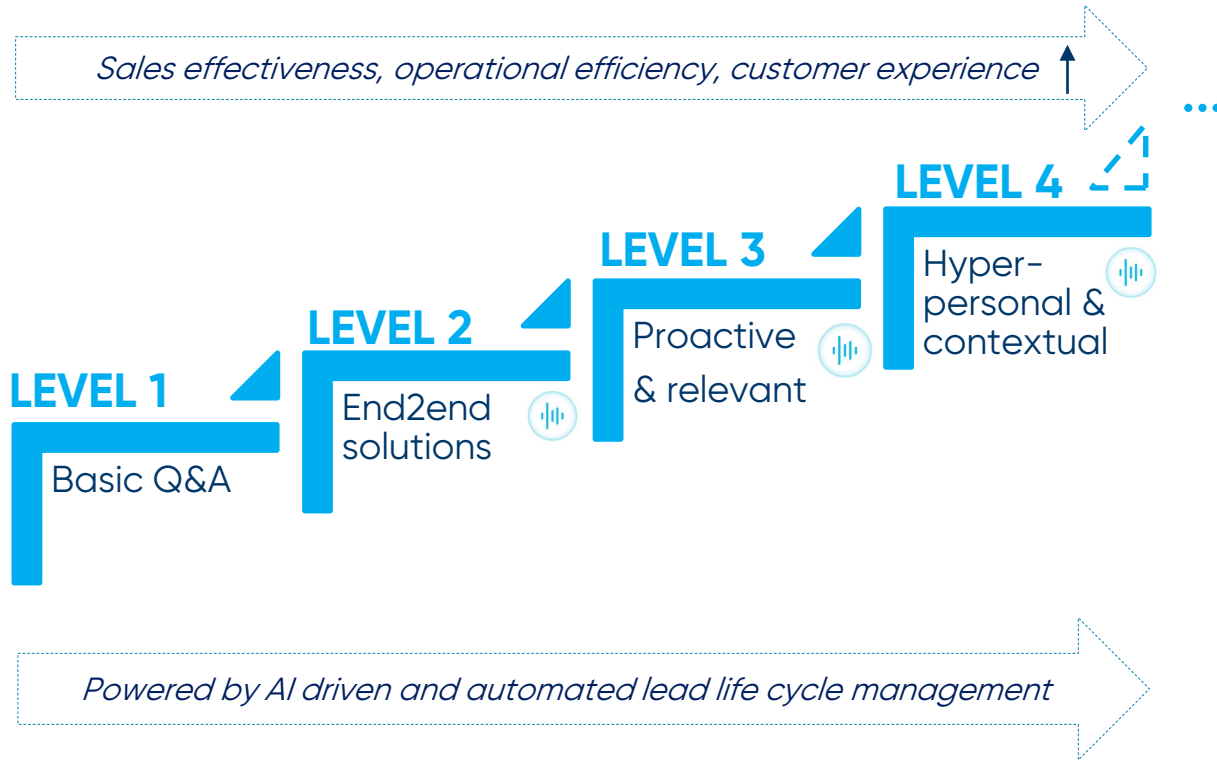 Sales effectiveness, operational efficiency, customer experience
LEVEL 4
Hyper-
personal &
contextual
LEVEL 3
Proactive
& relevant
LEVEL 2
End2end
solutions
LEVEL 1
Basic Q&A
Powered by AI driven and automated lead life cycle management